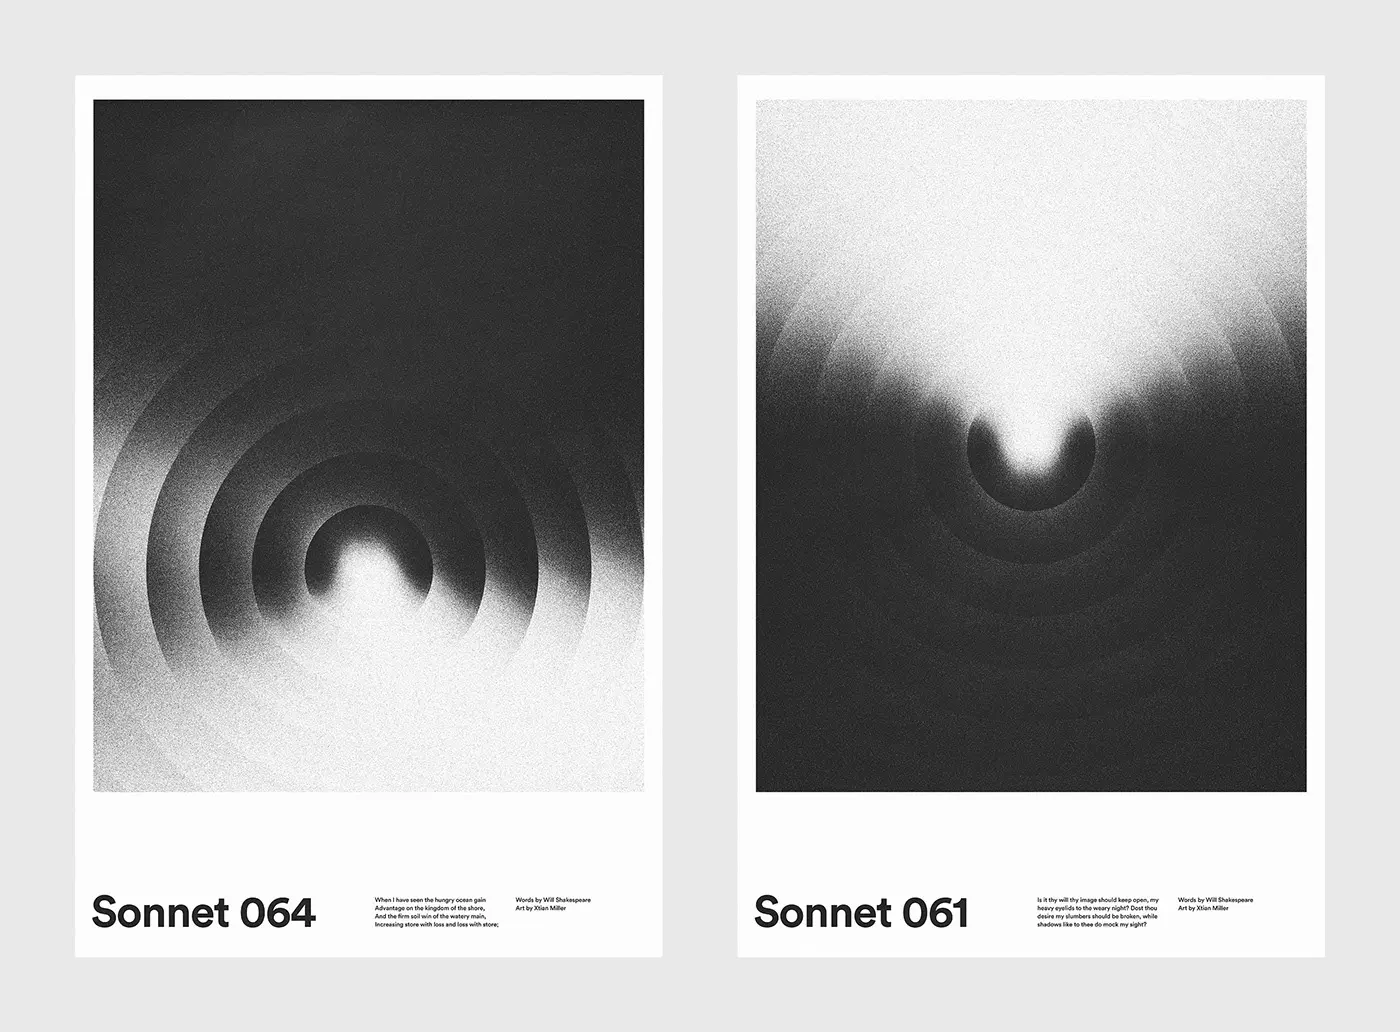 Sonnet 064
When I have seen the hungry ocean gain
Advantage on the kingdom of the shore,
And the firm soil win of the watery main,
Increasing store with loss and loss with store;
Words by Will Shakespeare
Art by Xtian Miller
Sonnet 061
Is it thy will thy image should keep open, my
heavy eyelids to the weary night? Dost thou
desire my slumbers should be broken, while
shadows like to thee do mock my sight?
Words by Will Shakespeare
Art by Xtian Miller